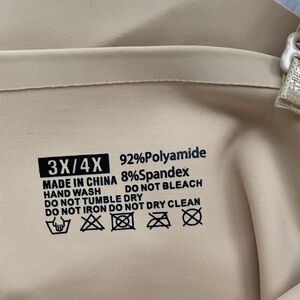 3X/4X 92%Polyamide
MADE IN CHINA 8%Spandex
HAND WASH DO NOT BLEACH
DO NOT TUMBLE DRY
DO NOT IRON DO NOT DRY CLEAN